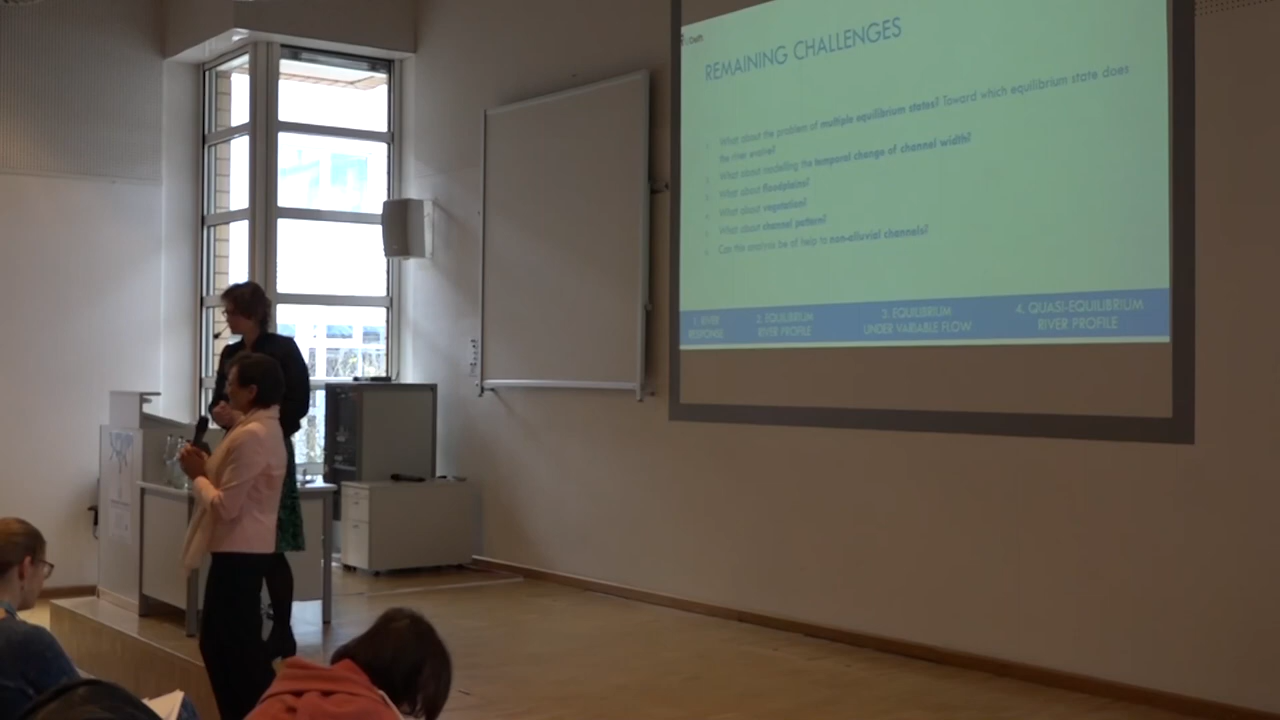 REMAINING CHALLENGES
What about the problem of multiple equilibrium states? Toward which equilibrium state does
the river evolve?
What about modelling the temporal change of channel width?
What about floodplains?
What about vegetation?
What about channel pattern?
Can this analysis be of help to non-alluvial channels?
1. RIVER
RESPONSE
2. EQUILIBRIUM
RIVER PROFILE
3. EQUILIBRIUM
UNDER VARIABLE FLOW
4. QUASI-EQUILIBRIUM
RIVER PROFILE